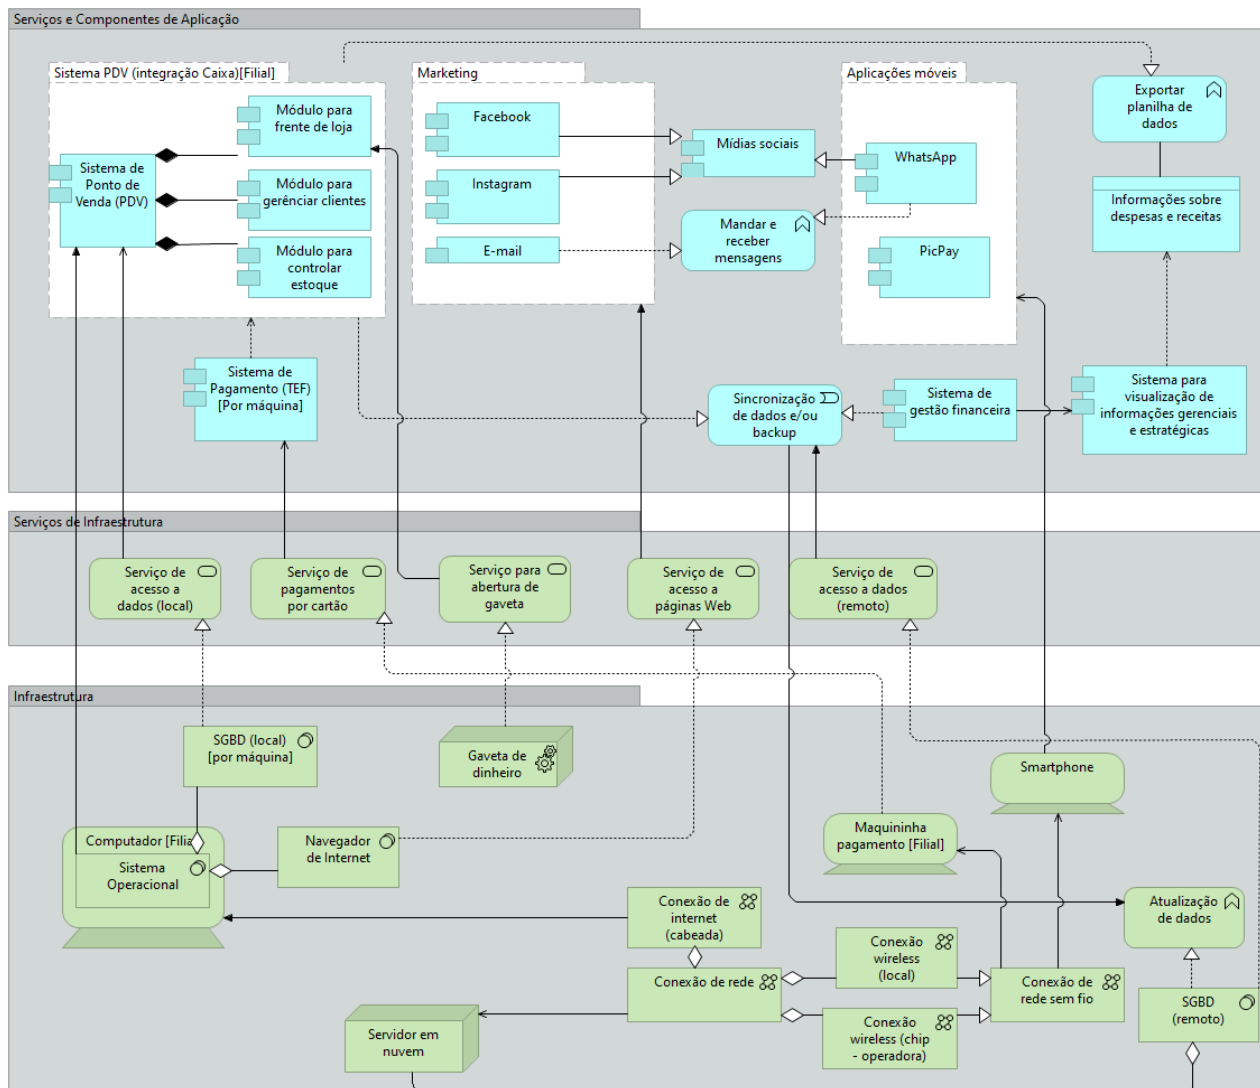 Serviços e Componentes de Aplicação
Sistema PDV (integração Caixa)[Filial]
Módulo para
frente de loja
Sistema de
Ponto de
Venda (PDV)
Módulo para
gerênciar clientes
Módulo para
controlar
estoque
Marketing
Facebook
Instagram
E-mail
Mídias sociais
Mandar e
receber
mensagens
Aplicações móveis
WhatsApp
PicPay
Exportar
planilha de
dados
Informações sobre
despesas e receitas
Sistema de
Pagamento (TEF)
[Por máquina]
Sincronização
de dados e/ou
backup
Sistema de
gestão financeira
Sistema para
visualização de
informações gerenciais
e estratégicas
Serviços de Infraestrutura
Serviço de
acesso a
dados (local)
Serviço de
pagamentos
por cartão
Serviço para
abertura de
gaveta
Serviço de
acesso a
páginas Web
Serviço de
acesso a dados
(remoto)
Infraestrutura
SGBD (local)
[por máquina]
Gaveta de
dinheiro
Smartphone
Computador [Filia
Sistema
Operacional
Navegador
de Internet
Maquininha
pagamento [Filial]
Conexão de
internet
(cabeada)
Atualização
de dados
Conexão
wireless
(local)
Conexão de rede
Conexão de
rede sem fio
SGBD
(remoto)
Conexão
wireless (chip
- operadora)
Servidor em
nuvem